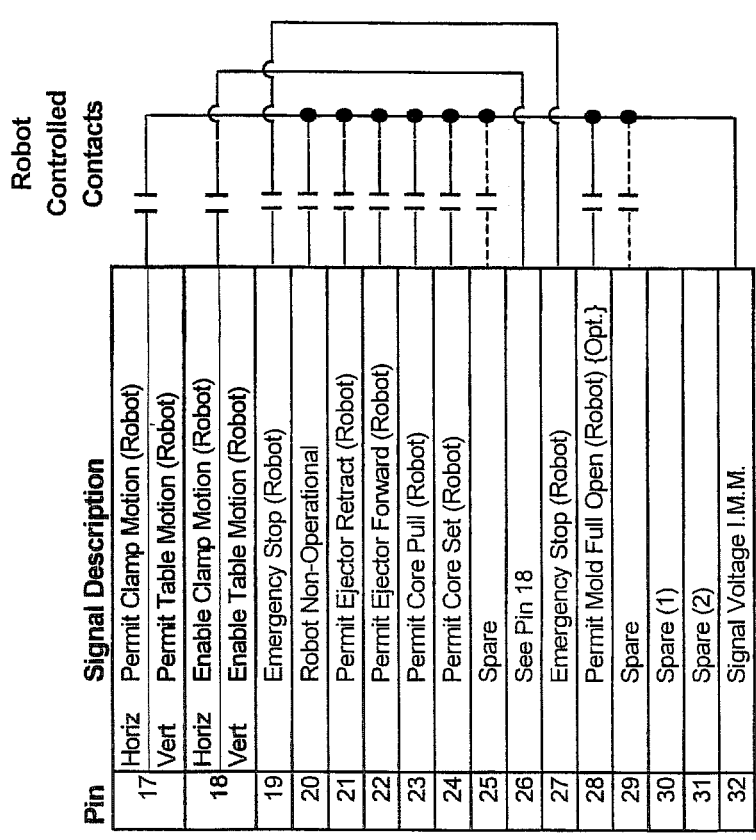 Robot
Controlled
Contacts
Pin Signal Description
17 Horiz Permit Clamp Motion (Robot)
Vert Permit Table Motion (Robot)
18 Horiz Enable Clamp Motion (Robot)
Vert Enable Table Motion (Robot)
19 Emergency Stop (Robot)
20 Robot Non-Operational
21 Permit Ejector Retract (Robot)
22 Permit Ejector Forward (Robot)
23 Permit Core Pull (Robot)
24 Permit Core Set (Robot)
25 Spare
26 See Pin 18
27 Emergency Stop (Robot)
28 Permit Mold Full Open (Robot) {Opt.}
29 Spare
30 Spare (1)
31 Spare (2)
32 Signal Voltage I.M.M.